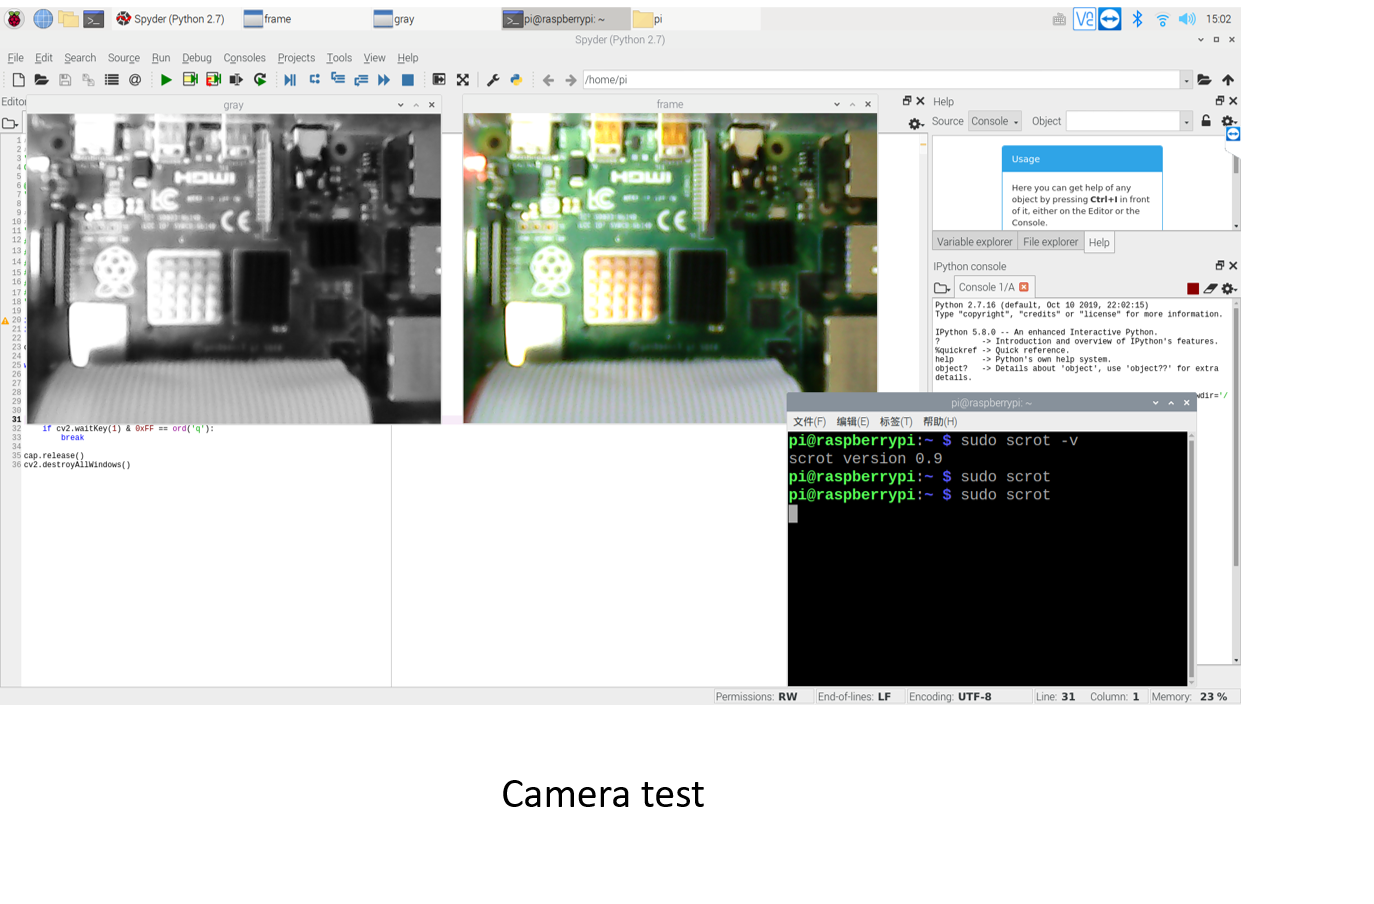 Spyder (Python 2.7)
frame
gray
pi@raspberrypi: ~
pi
15:02
Spyder (Python 2.7)
File Edit Search Source Run Debug Consoles Projects Tools View Help
/home/pi
Editor
gray
frame
Help
Source Console Object
Usage
Here you can get help of any
object by pressing Ctrl+I in front
of it, either on the Editor or the
Console.
Variable explorer File explorer Help
IPython console
Console 1/A
Python 2.7.16 (default, Oct 10 2019, 22:02:15)
Type "copyright", "credits" or "license" for more information.
IPython 5.8.0 -- An enhanced Interactive Python.
? -> Introduction and overview of IPython's features.
%quickref -> Quick reference.
help -> Python's own help system.
object? -> Details about 'object', use 'object??' for extra
details.
wdir='/
1
2
3
4
5
6
7
8
9
10
11
12
13
14
15
16
17
18
19
20
21
22
23
24
25
26
27
28
29
30
31
32 if cv2.waitKey(1) & 0xFF == ord('q'):
33 break
34
35 cap.release()
36 cv2.destroyAllWindows()
HDMI
CE
HDMI
CE
pi@raspberrypi: ~
文件(F) 编辑(E) 标签(T) 帮助(H)
pi@raspberrypi:~ $ sudo scrot -v
scrot version 0.9
pi@raspberrypi:~ $ sudo scrot
pi@raspberrypi:~ $ sudo scrot
Permissions: RW End-of-lines: LF Encoding: UTF-8 Line: 31 Column: 1 Memory: 23 %
Camera test